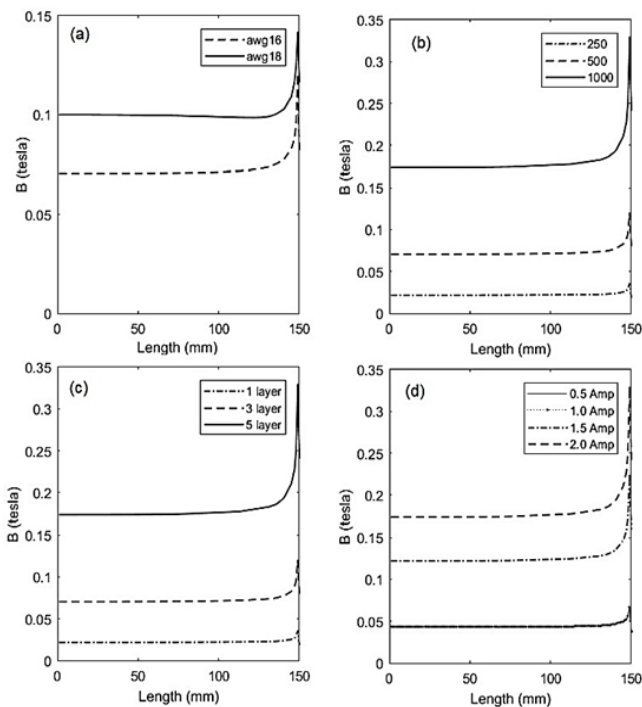 (a)
awg16
awg18
0.15
0.1
0.05
0
B (tesla)
0 50 100 150
Length (mm)
(b)
250
500
1000
0.35
0.3
0.25
0.2
0.15
0.1
0.05
0
B (tesla)
0 50 100 150
Length (mm)
(c)
1 layer
3 layer
5 layer
0.35
0.3
0.25
0.2
0.15
0.1
0.05
0
B (tesla)
0 50 100 150
Length (mm)
(d)
0.5 Amp
1.0 Amp
1.5 Amp
2.0 Amp
0.35
0.3
0.25
0.2
0.15
0.1
0.05
0
B (tesla)
0 50 100 150
Length (mm)